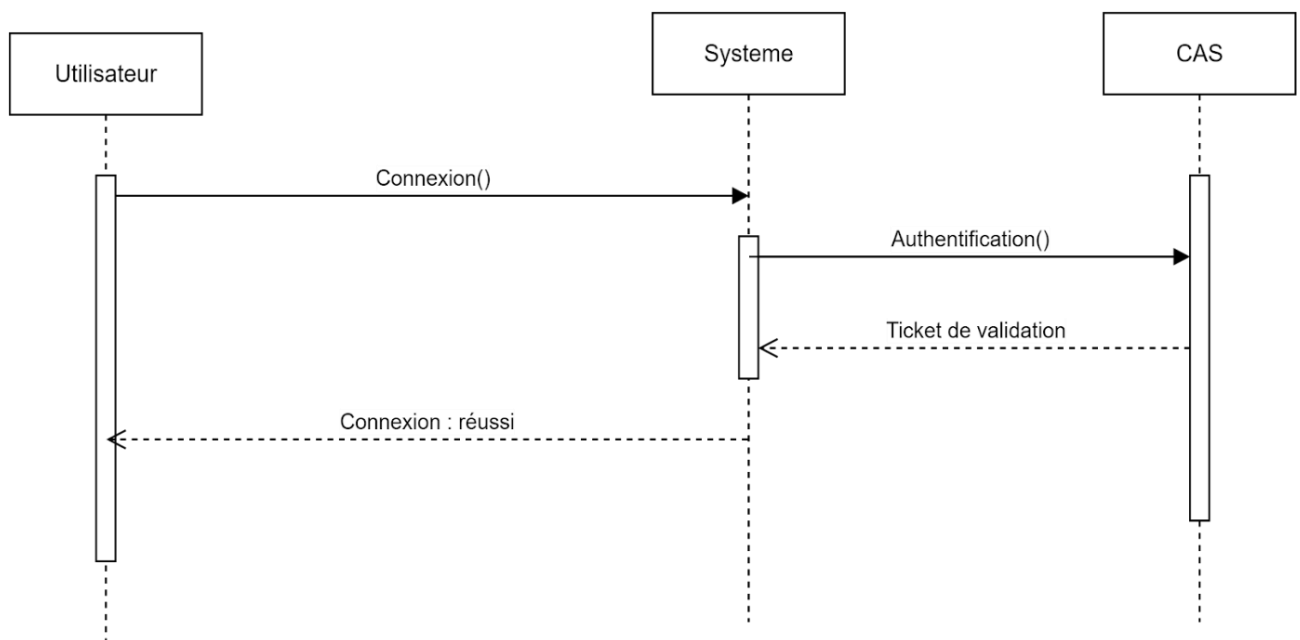 Utilisateur
Systeme
CAS
Connexion()
Authentification()
Ticket de validation
Connexion : réussi